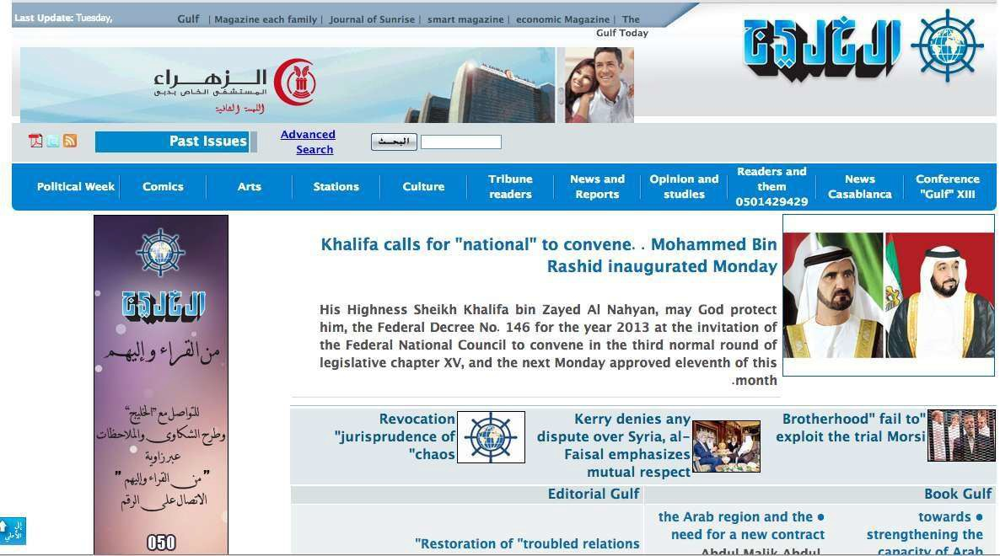 Last Update: Tuesday,
Gulf | Magazine each family | Journal of Sunrise | smart magazine | economic Magazine | The
Gulf Today
الخليج
الزهراء
المستشفى الخاص بدبي
اللمسة الشافية
Past Issues
Advanced
Search
البحث
Political Week
Comics
Arts
Stations
Culture
Tribune
readers
News and
Reports
Opinion and
studies
Readers and
them
0501429429
News
Casablanca
Conference
"Gulf" XIII
Khalifa calls for "national" to convene. . Mohammed Bin
Rashid inaugurated Monday
His Highness Sheikh Khalifa bin Zayed Al Nahyan, may God protect
him, the Federal Decree No. 146 for the year 2013 at the invitation of
the Federal National Council to convene in the third normal round of
legislative chapter XV, and the next Monday approved eleventh of this
.month
الخليج
من القراء وإليهم
للتواصل مع "الخليج"
وطرح الشكاوى والملاحظات
عبر زاوية
"من القراء وإليهم"
الاتصال على الرقم
050
Revocation
"jurisprudence of
"chaos
Kerry denies any
dispute over Syria, al-
Faisal emphasizes
mutual respect
Brotherhood" fail to"
exploit the trial Morsi
Editorial Gulf
"Restoration of "troubled relations
Book Gulf
the Arab region and the •
need for a new contract
Abdul Malik Abdul
towards •
strengthening the
capacity of Arab
إلى
الأعلى